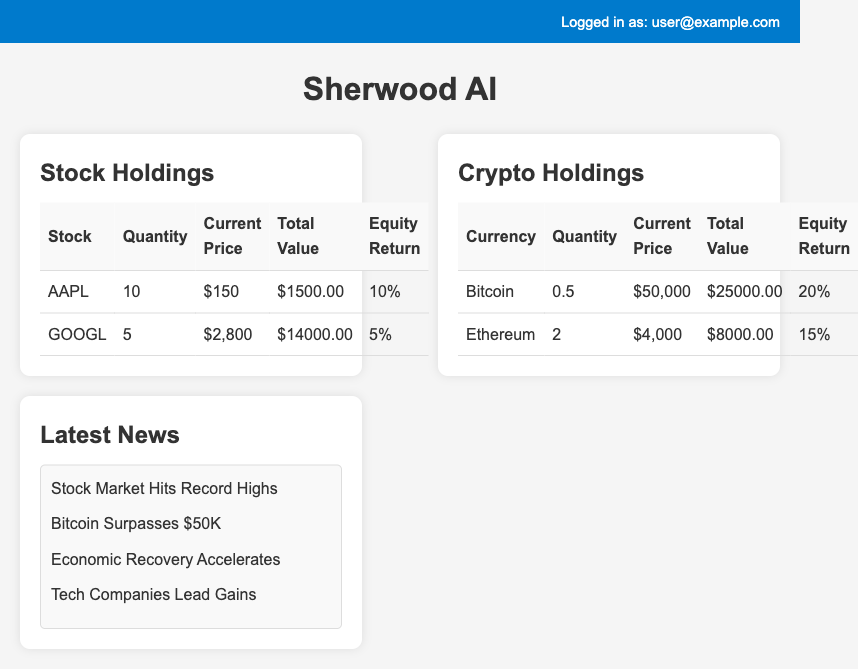 Logged in as: user@example.com
Sherwood AI
Stock Holdings
Stock Quantity Current Price Total Value Equity Return
AAPL 10 $150 $1500.00 10%
GOOGL 5 $2,800 $14000.00 5%
Crypto Holdings
Currency Quantity Current Price Total Value Equity Return
Bitcoin 0.5 $50,000 $25000.00 20%
Ethereum 2 $4,000 $8000.00 15%
Latest News
Stock Market Hits Record Highs
Bitcoin Surpasses $50K
Economic Recovery Accelerates
Tech Companies Lead Gains